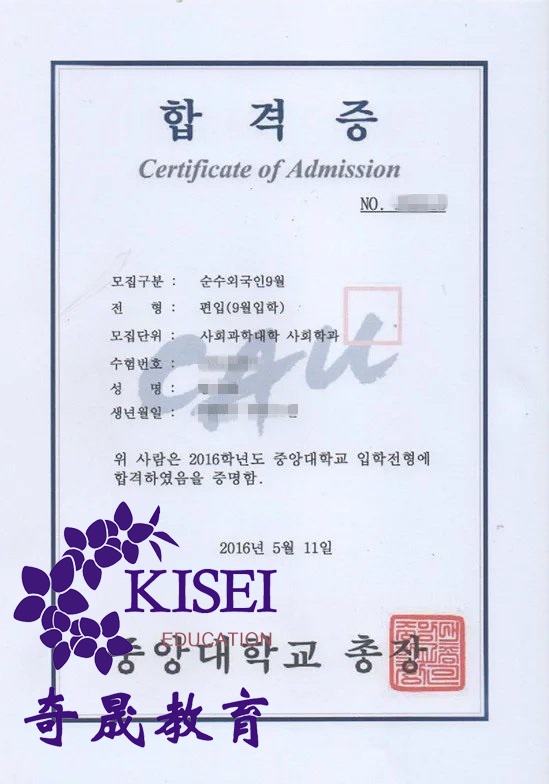 합 격 증
Certificate of Admission
NO.
모집구분 : 순수외국인9월
전 형 : 편입(9월입학)
모집단위 : 사회과학대학 사회학과
수험번호 :
성 명 :
생년월일 :
CAU
위 사람은 2016학년도 중앙대학교 입학전형에
합격하였음을 증명함.
2016년 5월 11일
KISEI
EDUCATION
중앙대학교 총장
奇晟教育